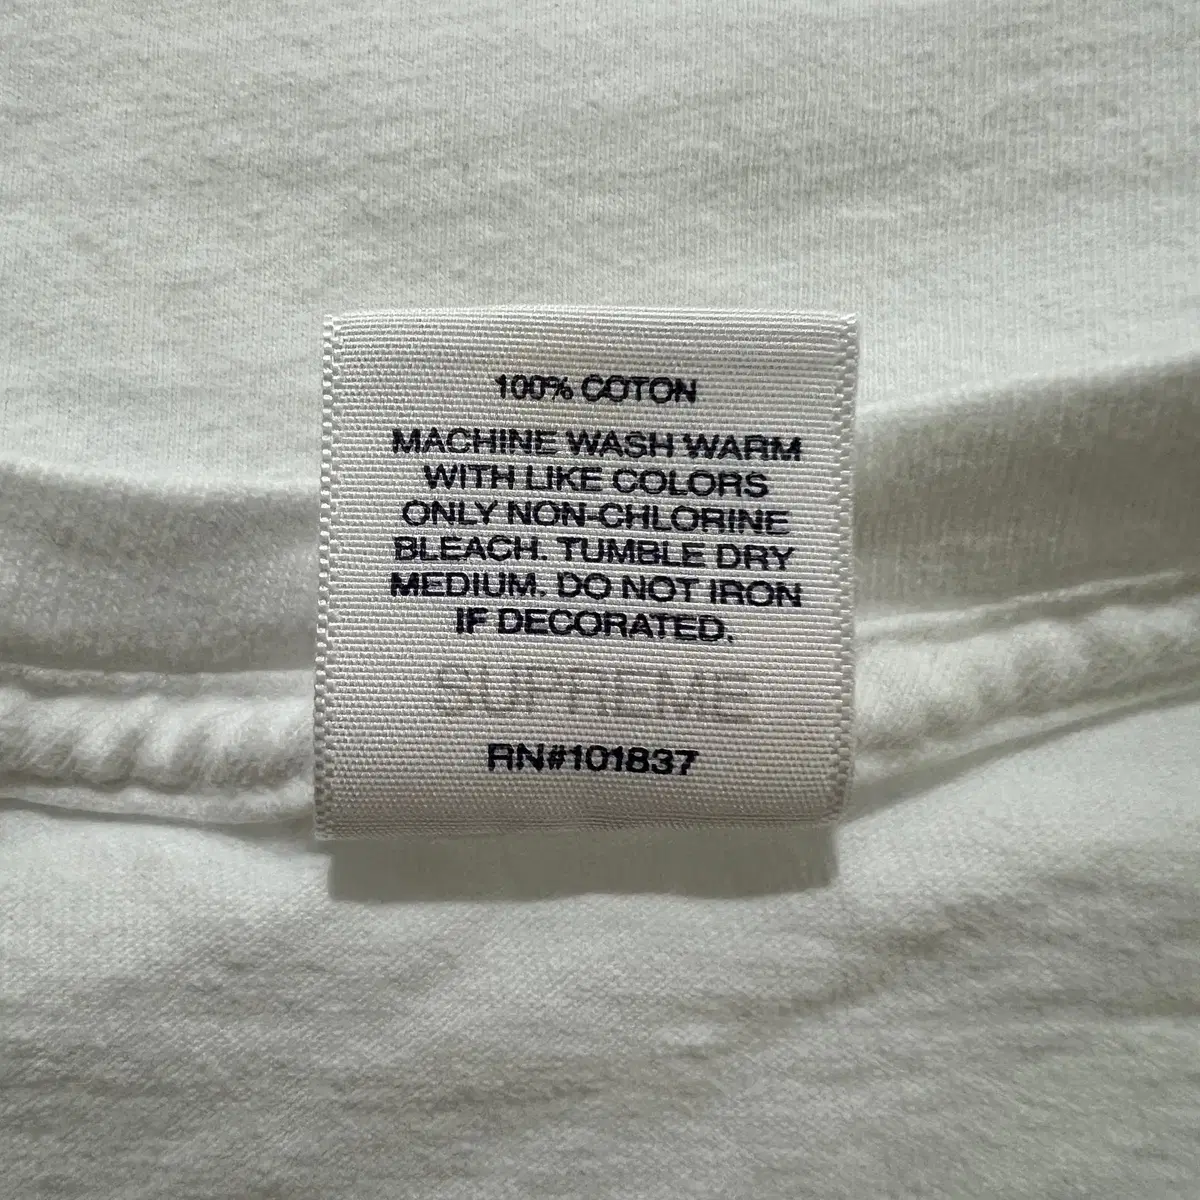 100% COTON
MACHINE WASH WARM
WITH LIKE COLORS
ONLY NON-CHLORINE
BLEACH. TUMBLE DRY
MEDIUM. DO NOT IRON
IF DECORATED.
SUPREME
RN#101837